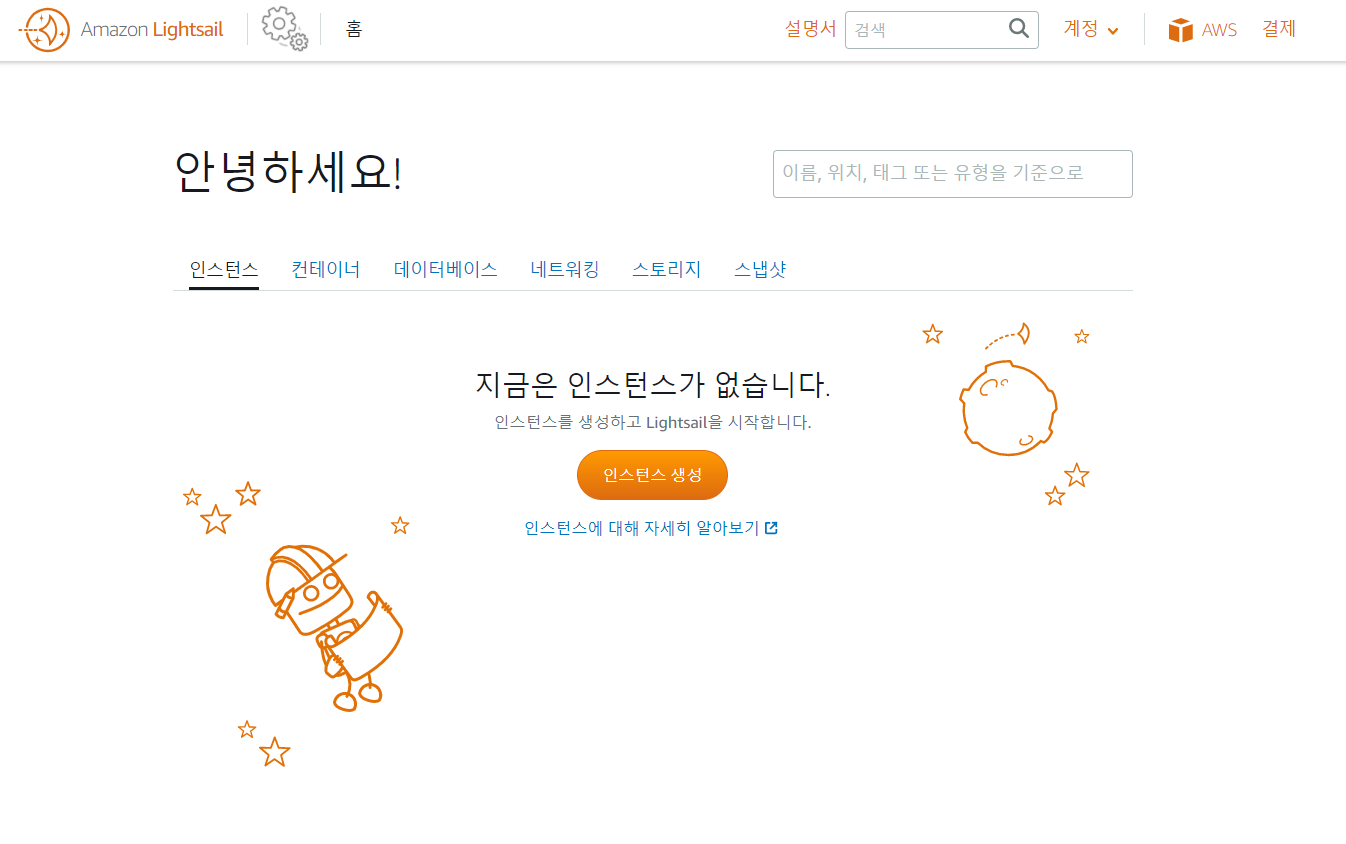 Amazon Lightsail
홈
설명서
검색
계정
AWS
결제
안녕하세요!
이름, 위치, 태그 또는 유형을 기준으로
인스턴스
컨테이너
데이터베이스
네트워킹
스토리지
스냅샷
지금은 인스턴스가 없습니다.
인스턴스를 생성하고 Lightsail을 시작합니다.
인스턴스 생성
인스턴스에 대해 자세히 알아보기